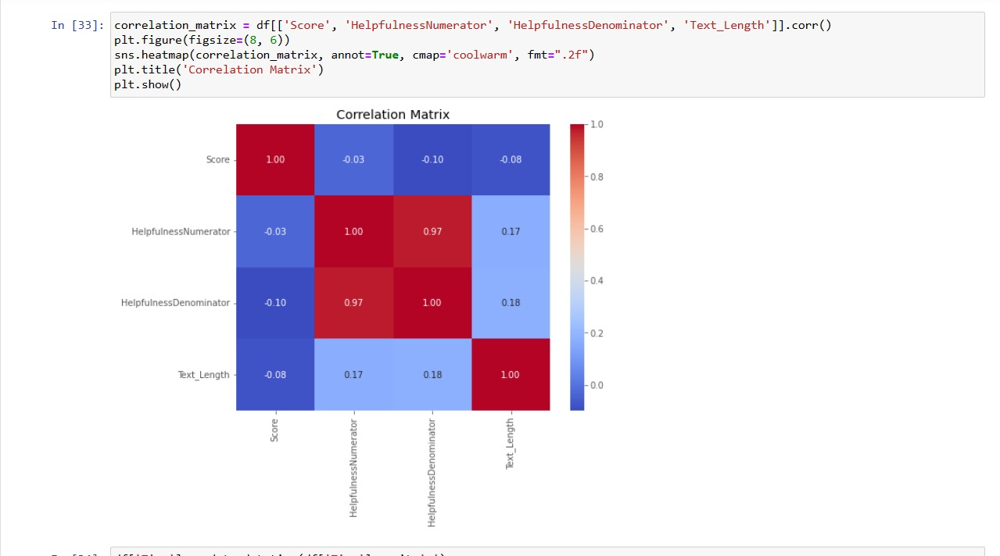 In [33]: correlation_matrix = df[['Score', 'HelpfulnessNumerator', 'HelpfulnessDenominator', 'Text_Length']].corr()
plt.figure(figsize=(8, 6))
sns.heatmap(correlation_matrix, annot=True, cmap='coolwarm', fmt=".2f")
plt.title('Correlation Matrix')
plt.show()
Correlation Matrix
Score 1.00 -0.03 -0.10 -0.08
HelpfulnessNumerator -0.03 1.00 0.97 0.17
HelpfulnessDenominator -0.10 0.97 1.00 0.18
Text_Length -0.08 0.17 0.18 1.00
Score
HelpfulnessNumerator
HelpfulnessDenominator
Text_Length
1.0
0.8
0.6
0.4
0.2
0.0